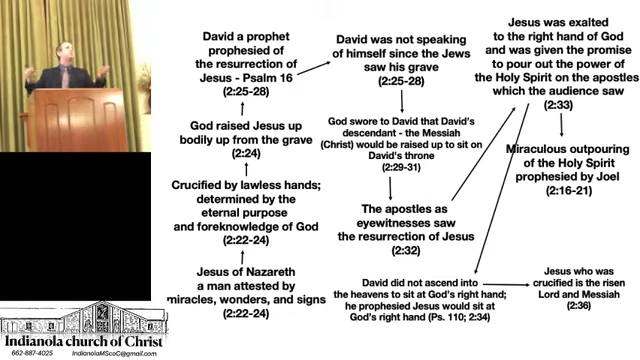 David a prophet
prophesied of
the resurrection of
Jesus - Psalm 16
(2:25-28)
God raised Jesus up
bodily up from the grave
(2:24)
Crucified by lawless hands;
determined by the
eternal purpose
and foreknowledge of God
(2:22-24)
Jesus of Nazareth
a man attested by
miracles, wonders, and signs
(2:22-24)
David was not speaking
of himself since the Jews
saw his grave
(2:25-28)
God swore to David that David's
descendant - the Messiah
(Christ) would be raised up to sit on
David's throne
(2:29-31)
The apostles as
eyewitnesses saw
the resurrection of Jesus
(2:32)
David did not ascend into
the heavens to sit at God's right hand;
he prophesied Jesus would sit at
God's right hand (Ps. 110; 2:34)
Jesus was exalted
to the right hand of God
and was given the promise
to pour out the power of
the Holy Spirit on the apostles
which the audience saw
(2:33)
Miraculous outpouring
of the Holy Spirit
prophesied by Joel
(2:16-21)
Jesus who was
crucified is the risen
Lord and Messiah
(2:36)
Indianola church of Christ
662-887-4025 IndianolaMSCoC@gmail.com